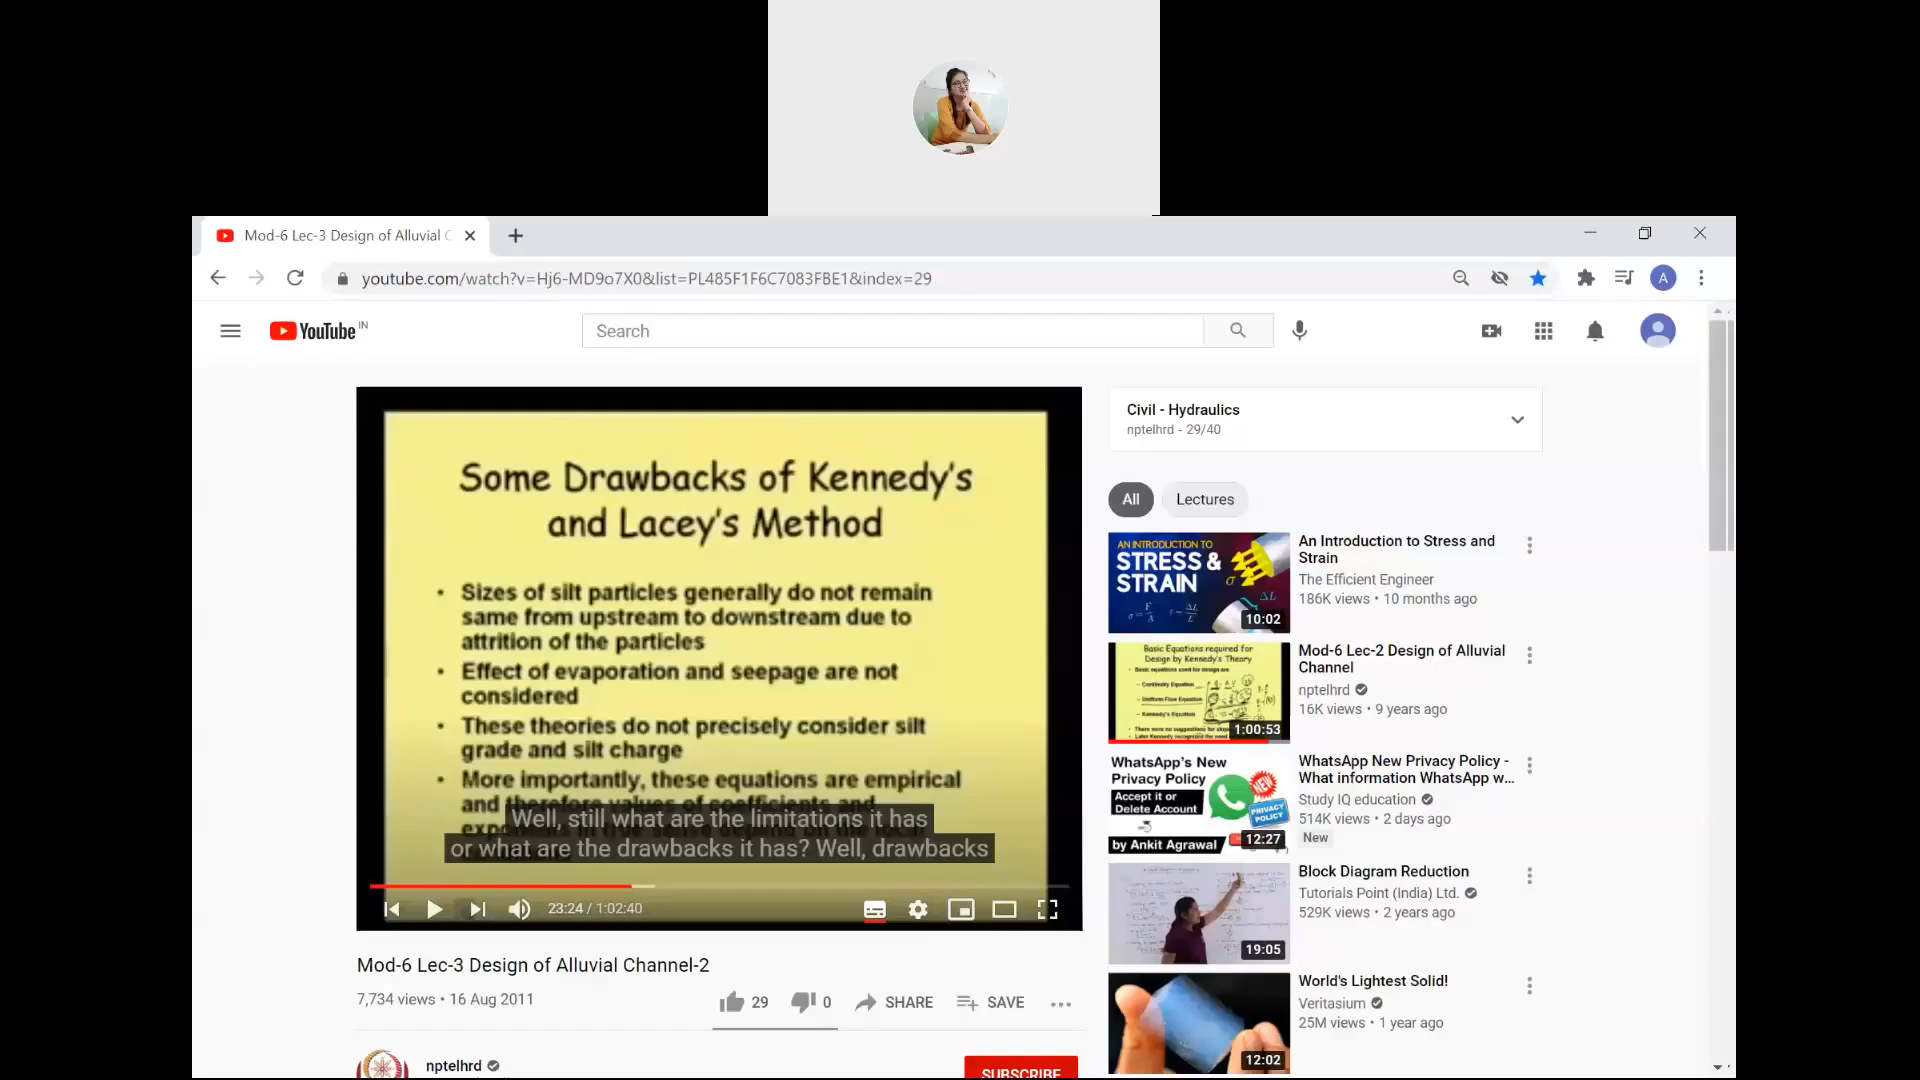 Mod-6 Lec-3 Design of Alluvial C
youtube.com/watch?v=Hj6-MD9o7X0&list=PL485F1F6C7083FBE1&index=29
A
YouTube IN
Search
Some Drawbacks of Kennedy's
and Lacey's Method
• Sizes of silt particles generally do not remain
same from upstream to downstream due to
attrition of the particles
• Effect of evaporation and seepage are not
considered
• These theories do not precisely consider silt
grade and silt charge
• More importantly, these equations are empirical
and therefore values of coefficients and
Well, still what are the limitations it has
or what are the drawbacks it has? Well, drawbacks
23:24 / 1:02:40
Mod-6 Lec-3 Design of Alluvial Channel-2
7,734 views • 16 Aug 2011
29
0
SHARE
SAVE
nptelhrd
SUBSCRIBE
Civil - Hydraulics
nptelhrd - 29/40
All
Lectures
AN INTRODUCTION TO
STRESS &
STRAIN
10:02
An Introduction to Stress and
Strain
The Efficient Engineer
186K views • 10 months ago
Basic Equations required for
Design by Kennedy's Theory
1:00:53
Mod-6 Lec-2 Design of Alluvial
Channel
nptelhrd
16K views • 9 years ago
WhatsApp's New
Privacy Policy
Accept it or
Delete Account
by Ankit Agrawal
NEW
PRIVACY
POLICY
12:27
WhatsApp New Privacy Policy -
What information WhatsApp w...
Study IQ education
514K views • 2 days ago
New
19:05
Block Diagram Reduction
Tutorials Point (India) Ltd.
529K views • 2 years ago
12:02
World's Lightest Solid!
Veritasium
25M views • 1 year ago